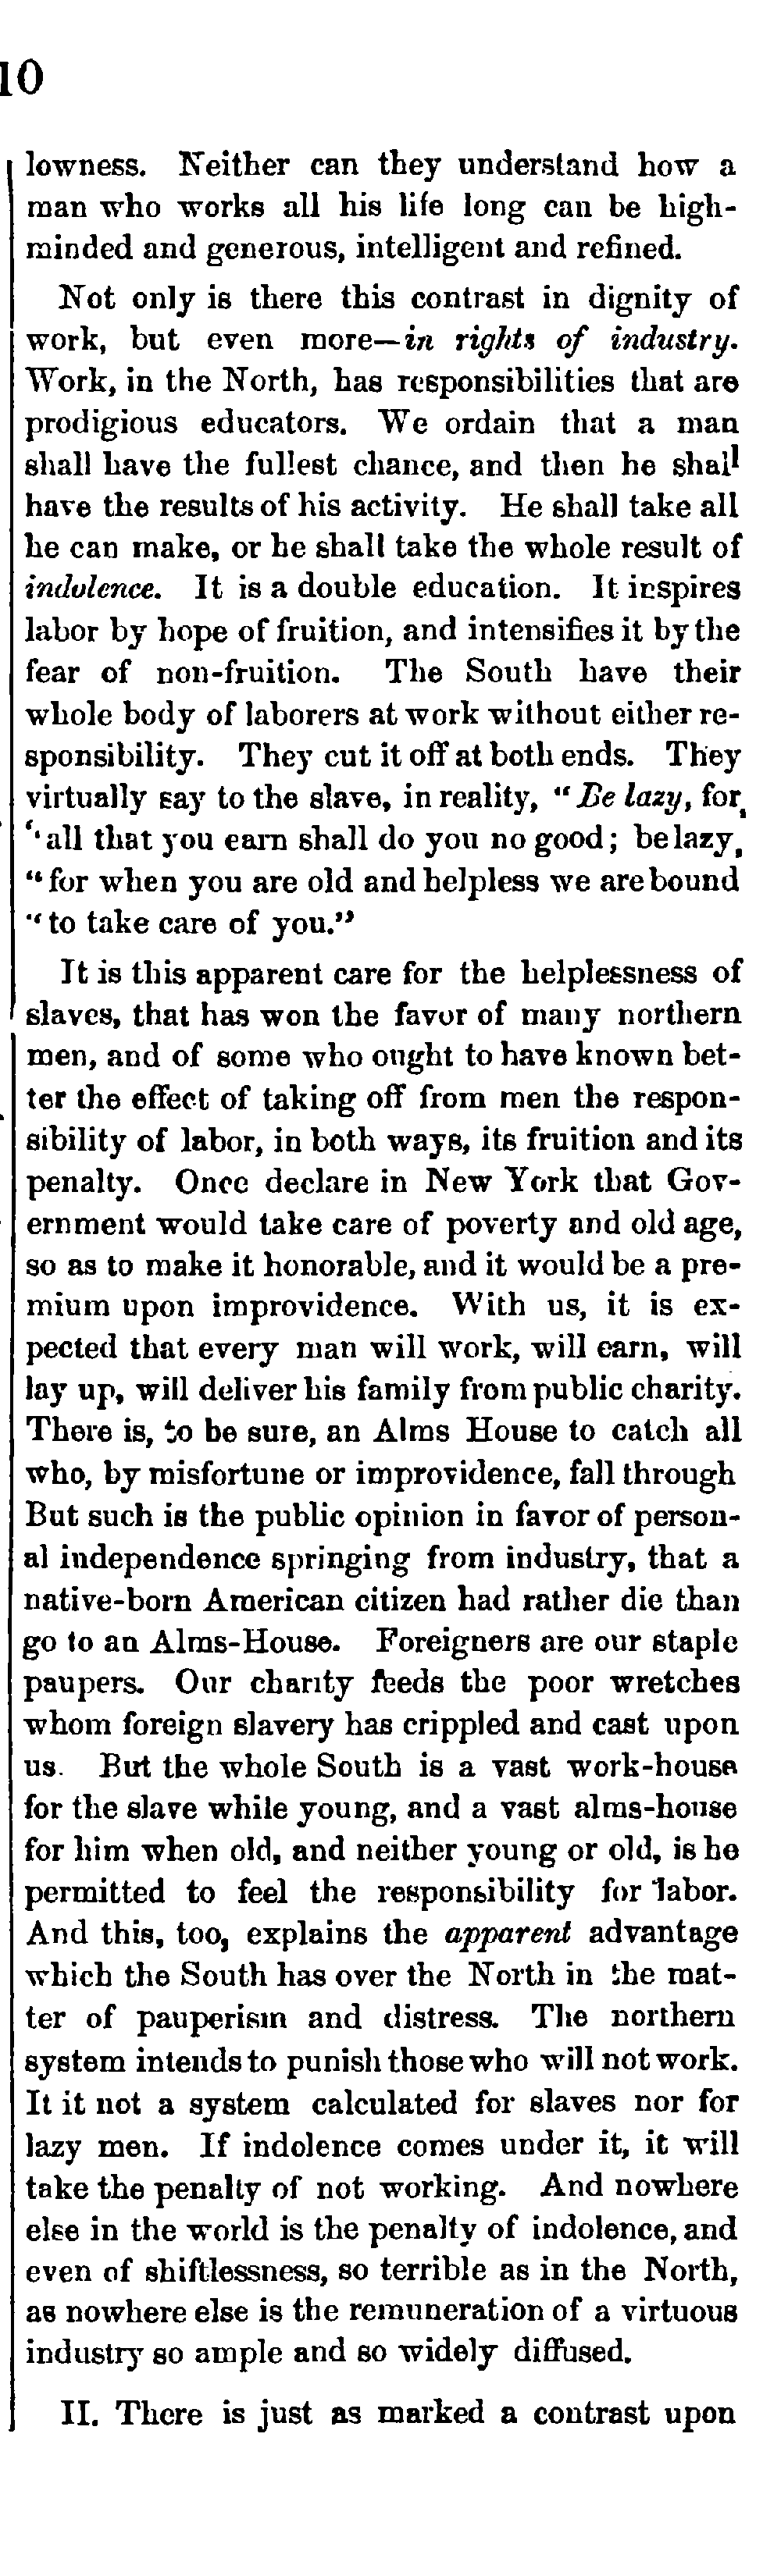 10
lowness. Neither can they understand how a
man who works all his life long can be high-
minded and generous, intelligent and refined.
Not only is there this contrast in dignity of
work, but even more—in rights of industry.
Work, in the North, has responsibilities that are
prodigious educators. We ordain that a man
shall have the fullest chance, and then he shall
have the results of his activity. He shall take all
he can make, or he shall take the whole result of
indolence. It is a double education. It inspires
labor by hope of fruition, and intensifies it by the
fear of non-fruition. The South have their
whole body of laborers at work without either re-
sponsibility. They cut it off at both ends. They
virtually say to the slave, in reality, "Be lazy, for,
"all that you earn shall do you no good; be lazy,
"for when you are old and helpless we are bound
"to take care of you."
It is this apparent care for the helplessness of
slaves, that has won the favor of many northern
men, and of some who ought to have known bet-
ter the effect of taking off from men the respon-
sibility of labor, in both ways, its fruition and its
penalty. Once declare in New York that Gov-
ernment would take care of poverty and old age,
so as to make it honorable, and it would be a pre-
mium upon improvidence. With us, it is ex-
pected that every man will work, will earn, will
lay up, will deliver his family from public charity.
There is, to be sure, an Alms House to catch all
who, by misfortune or improvidence, fall through
But such is the public opinion in favor of person-
al independence springing from industry, that a
native-born American citizen had rather die than
go to an Alms-House. Foreigners are our staple
paupers. Our charity feeds the poor wretches
whom foreign slavery has crippled and cast upon
us. But the whole South is a vast work-house
for the slave while young, and a vast alms-house
for him when old, and neither young or old, is he
permitted to feel the responsibility for labor.
And this, too, explains the apparent advantage
which the South has over the North in the mat-
ter of pauperism and distress. The northern
system intends to punish those who will not work.
It it not a system calculated for slaves nor for
lazy men. If indolence comes under it, it will
take the penalty of not working. And nowhere
else in the world is the penalty of indolence, and
even of shiftlessness, so terrible as in the North,
as nowhere else is the remuneration of a virtuous
industry so ample and so widely diffused.
II. There is just as marked a contrast upon